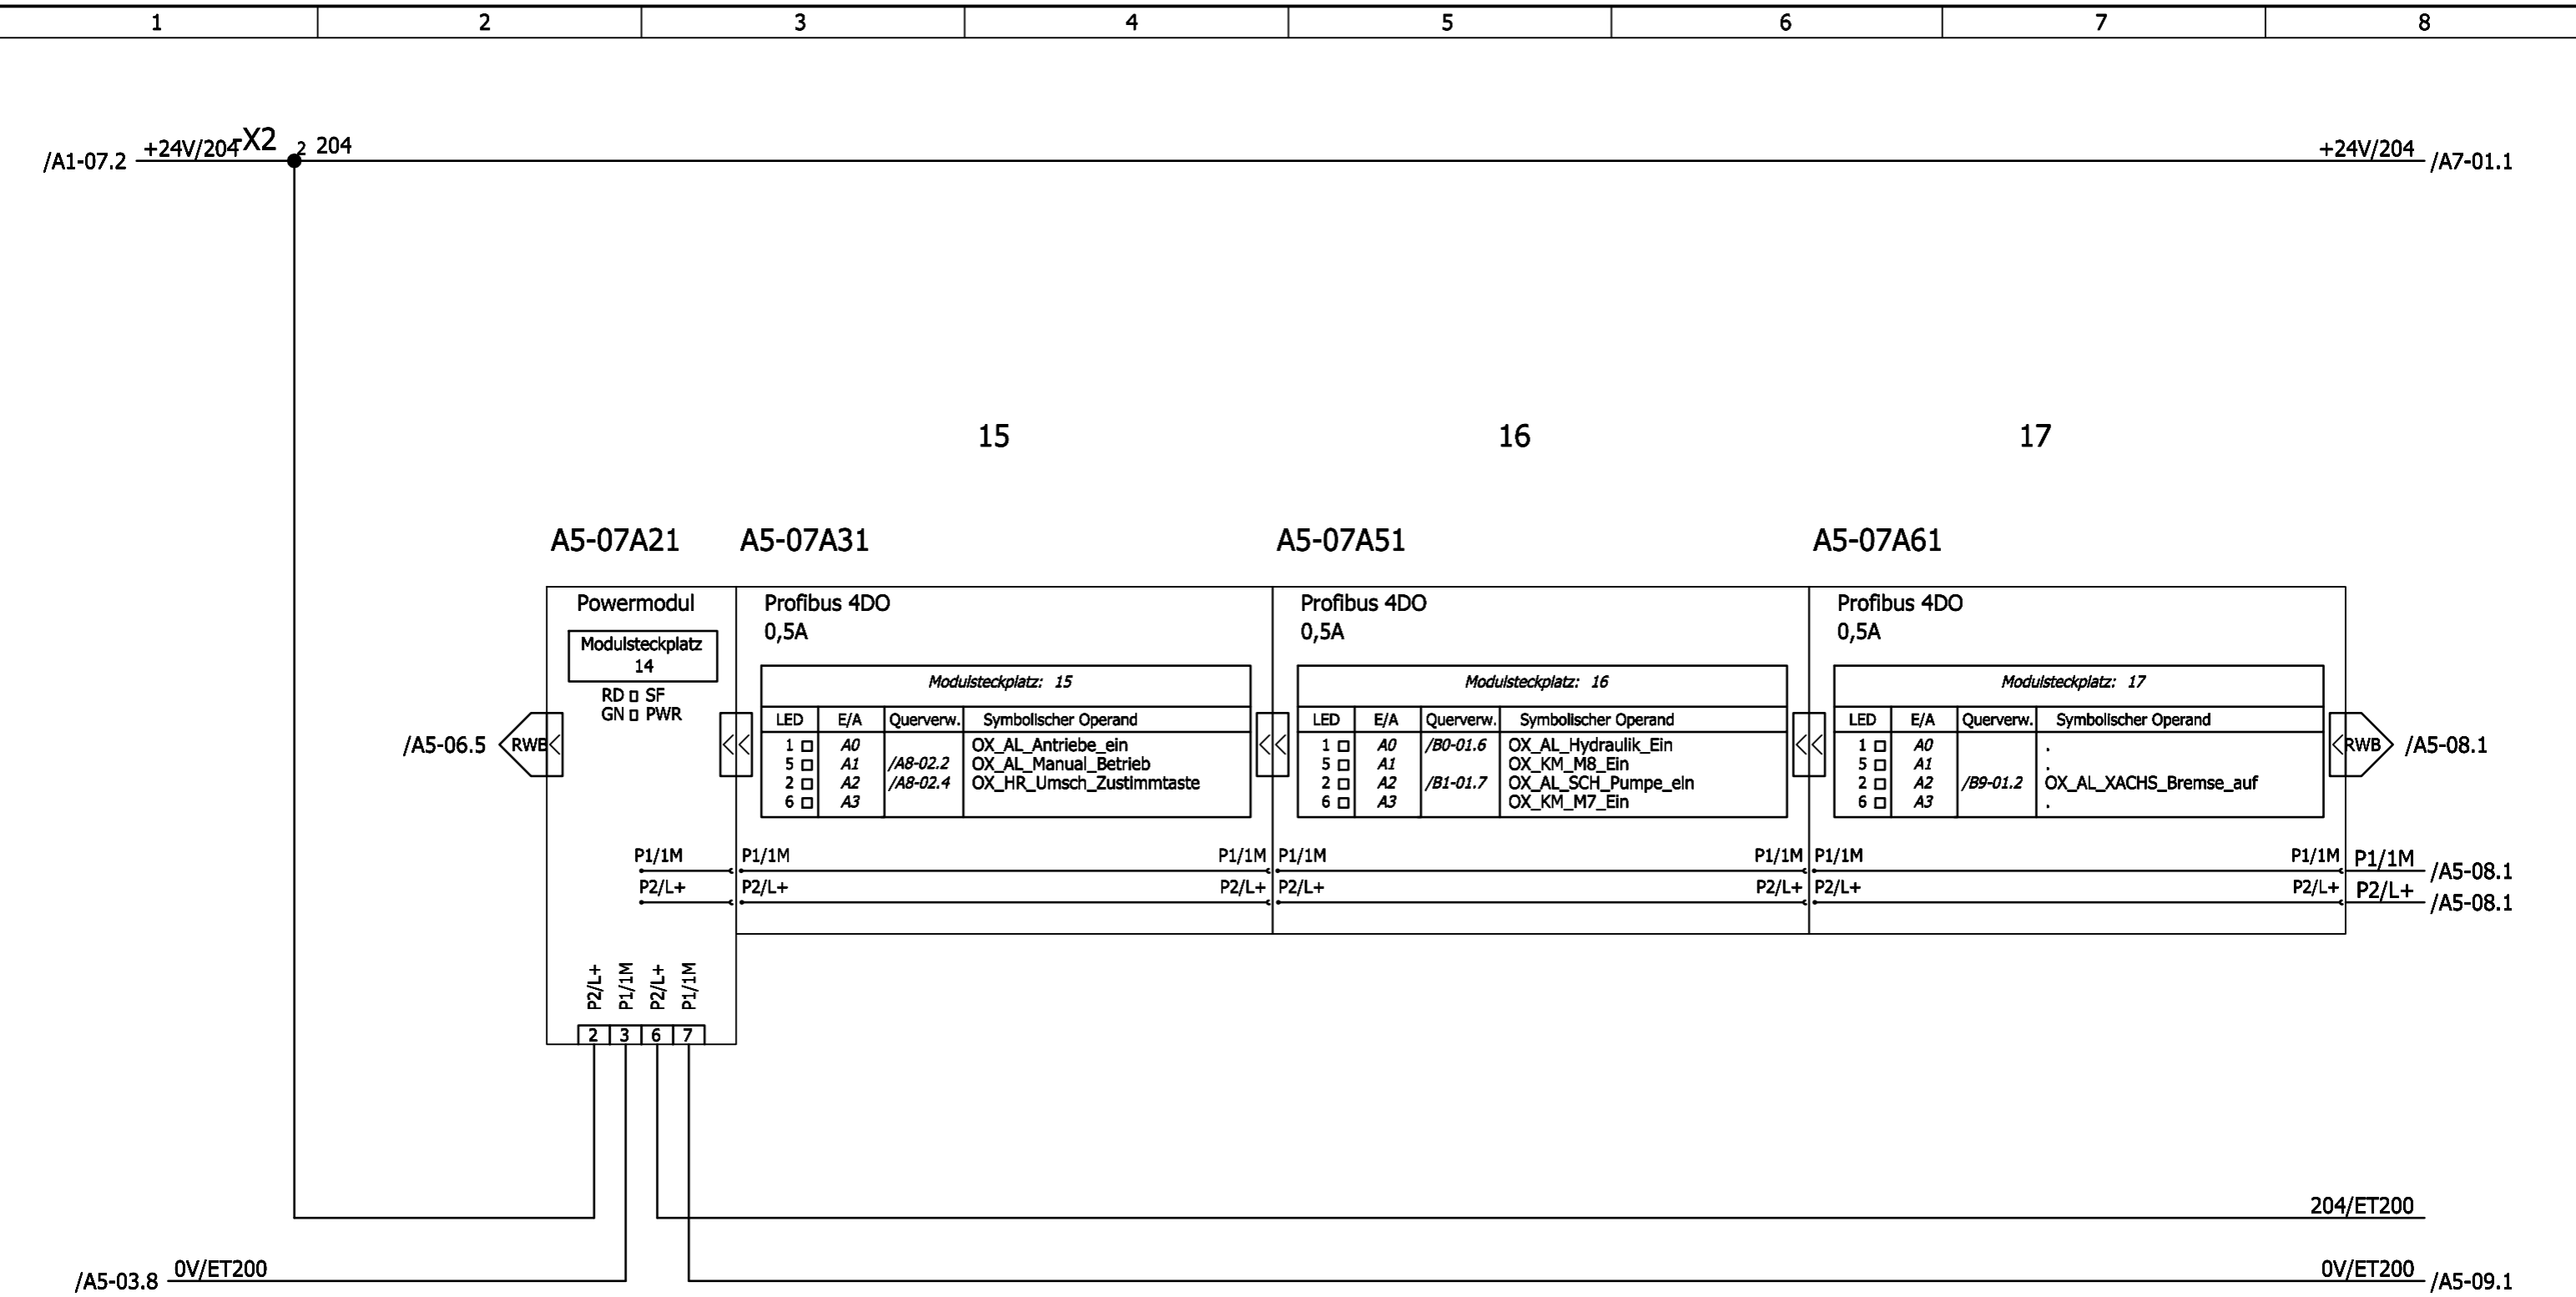 1 2 3 4 5 6 7 8
/A1-07.2 +24V/204 -X2 2 204 +24V/204 /A7-01.1
15 16 17
A5-07A21 A5-07A31 A5-07A51 A5-07A61
Powermodul Profibus 4DO Profibus 4DO Profibus 4DO
0,5A 0,5A 0,5A
Modulsteckplatz
14
RD SF
GN PWR
/A5-06.5 RWB
Modulsteckplatz: 15
LED E/A Querverw. Symbolischer Operand
1 A0 OX_AL_Antriebe_ein
5 A1 /A8-02.2 OX_AL_Manual_Betrieb
2 A2 /A8-02.4 OX_HR_Umsch_Zustimmtaste
6 A3
Modulsteckplatz: 16
LED E/A Querverw. Symbolischer Operand
1 A0 /B0-01.6 OX_AL_Hydraulik_Ein
5 A1 OX_KM_M8_Ein
2 A2 /B1-01.7 OX_AL_SCH_Pumpe_ein
6 A3 OX_KM_M7_Ein
Modulsteckplatz: 17
LED E/A Querverw. Symbolischer Operand
1 A0 .
5 A1 .
2 A2 /B9-01.2 OX_AL_XACHS_Bremse_auf
6 A3 .
RWB /A5-08.1
P1/1M P1/1M P1/1M P1/1M P1/1M P1/1M P1/1M P1/1M /A5-08.1
P2/L+ P2/L+ P2/L+ P2/L+ P2/L+ P2/L+ P2/L+ P2/L+ /A5-08.1
P2/L+ P1/1M P2/L+ P1/1M
2 3 6 7
204/ET200
/A5-03.8 0V/ET200 0V/ET200 /A5-09.1